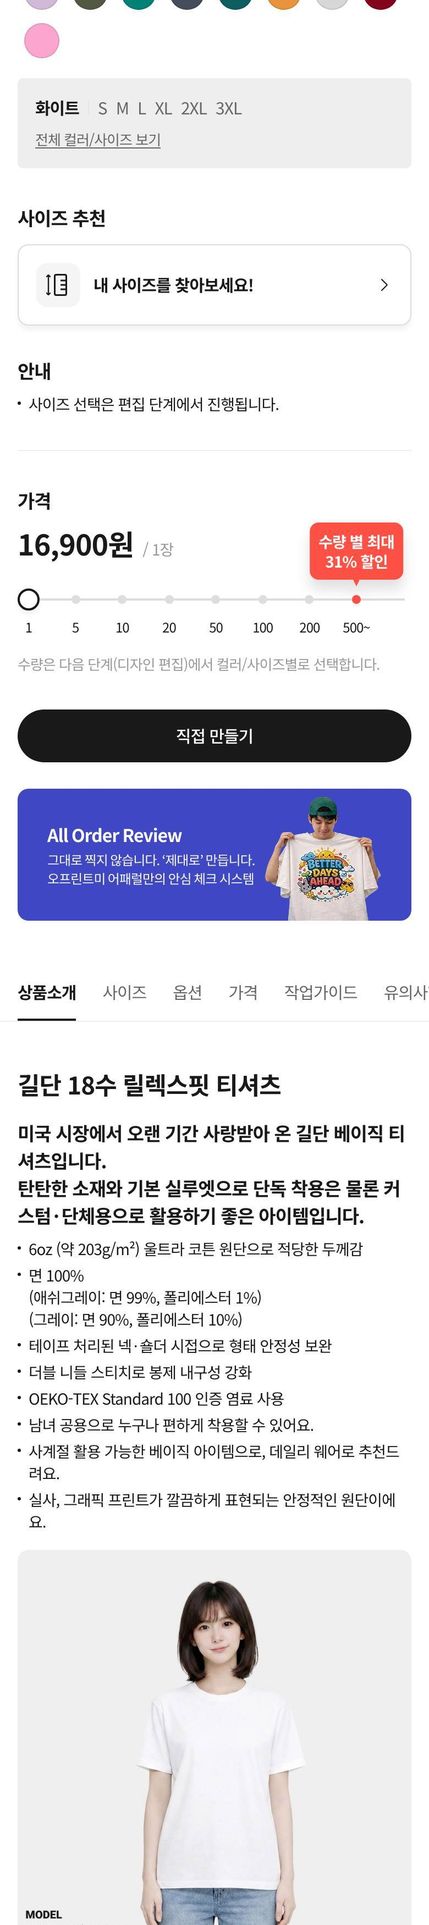 화이트 S M L XL 2XL 3XL
전체 컬러/사이즈 보기
사이즈 추천
내 사이즈를 찾아보세요!
안내
• 사이즈 선택은 편집 단계에서 진행됩니다.
가격
16,900원 / 1장
수량 별 최대
31% 할인
1 5 10 20 50 100 200 500~
수량은 다음 단계(디자인 편집)에서 컬러/사이즈별로 선택합니다.
직접 만들기
All Order Review
그대로 찍지 않습니다. ‘제대로’ 만듭니다.
오프린트미 어패럴만의 안심 체크 시스템
BETTER
DAYS
AHEAD
상품소개 사이즈 옵션 가격 작업가이드 유의사
길단 18수 릴렉스핏 티셔츠
미국 시장에서 오랜 기간 사랑받아 온 길단 베이직 티
셔츠입니다.
탄탄한 소재와 기본 실루엣으로 단독 착용은 물론 커
스텀·단체용으로 활용하기 좋은 아이템입니다.
• 6oz (약 203g/m²) 울트라 코튼 원단으로 적당한 두께감
• 면 100%
(애쉬그레이: 면 99%, 폴리에스터 1%)
(그레이: 면 90%, 폴리에스터 10%)
• 테이프 처리된 넥·숄더 시접으로 형태 안정성 보완
• 더블 니들 스티치로 봉제 내구성 강화
• OEKO-TEX Standard 100 인증 염료 사용
• 남녀 공용으로 누구나 편하게 착용할 수 있어요.
• 사계절 활용 가능한 베이직 아이템으로, 데일리 웨어로 추천드
려요.
• 실사, 그래픽 프린트가 깔끔하게 표현되는 안정적인 원단이에
요.
MODEL